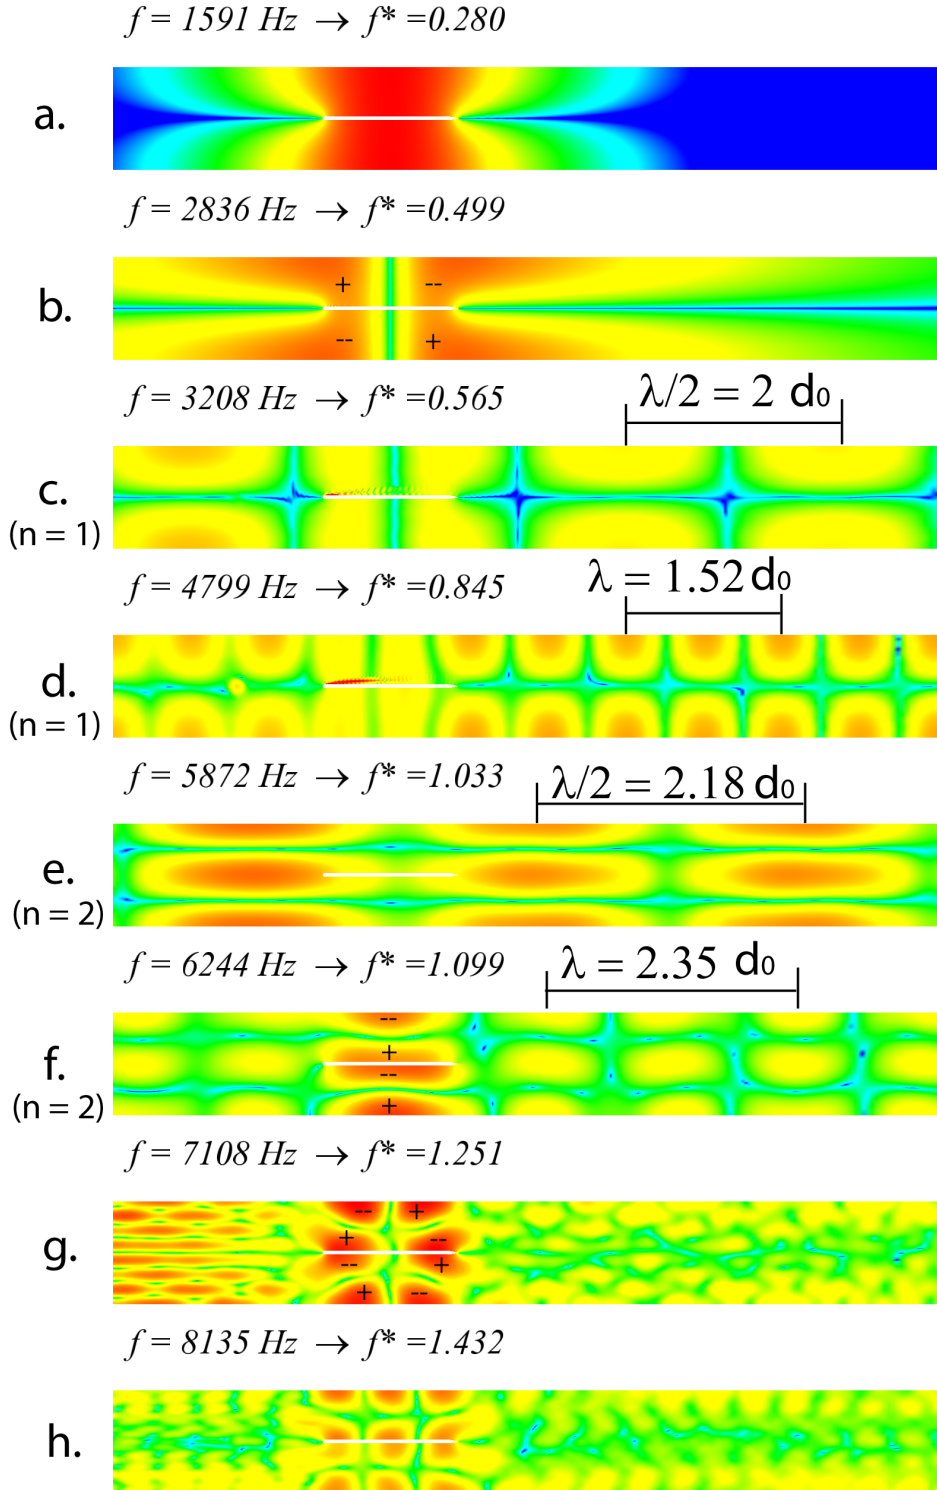 f = 1591 Hz → f* =0.280
a.
f = 2836 Hz → f* =0.499
+ --
b.
-- +
f = 3208 Hz → f* =0.565
λ/2 = 2 d₀
c.
(n = 1)
f = 4799 Hz → f* =0.845
λ = 1.52 d₀
d.
(n = 1)
f = 5872 Hz → f* =1.033
λ/2 = 2.18 d₀
e.
(n = 2)
f = 6244 Hz → f* =1.099
λ = 2.35 d₀
--
+
f.
--
(n = 2)
+
f = 7108 Hz → f* =1.251
-- +
+ --
g.
-- +
+ --
f = 8135 Hz → f* =1.432
h.